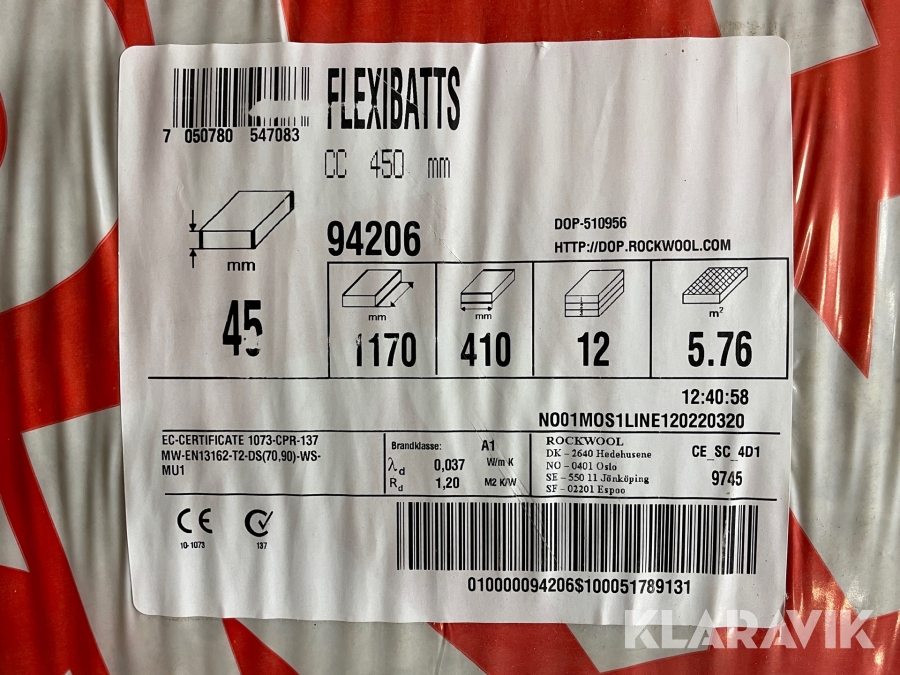 FLEXIBATTS
7 050780 547083
CC 450 mm
94206
DOP-510956
HTTP://DOP.ROCKWOOL.COM
mm
mm
mm
m²
45
1170
410
12
5.76
12:40:58
NO01MOS1LINE120220320
EC-CERTIFICATE 1073-CPR-137
MW-EN13162-T2-DS(70,90)-WS-
MU1
Brandklasse: A1
λd 0,037 W/m K
Rd 1,20 M2 K/W
ROCKWOOL
DK – 2640 Hedehusene
NO – 0401 Oslo
SE – 550 11 Jönköping
SF – 02201 Espoo
CE_SC_4D1
9745
CE
10-1073
137
010000094206$100051789131
KLARAVIK